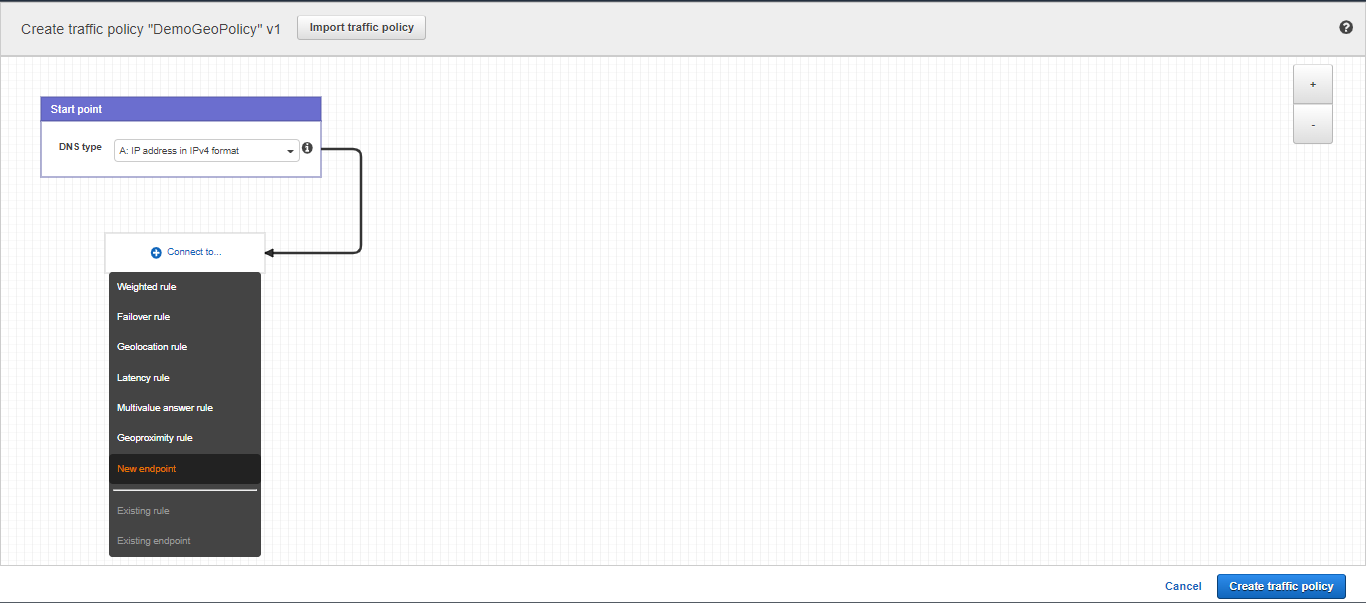 Create traffic policy "DemoGeoPolicy" v1 Import traffic policy ?
+
-
Start point
DNS type A: IP address in IPv4 format i
Connect to...
Weighted rule
Failover rule
Geolocation rule
Latency rule
Multivalue answer rule
Geoproximity rule
New endpoint
Existing rule
Existing endpoint
Cancel Create traffic policy